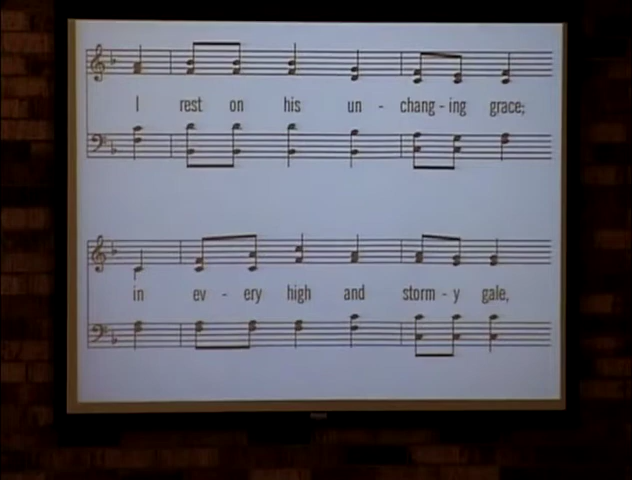 I rest on his un - chang - ing grace;
in ev - ery high and storm - y gale,